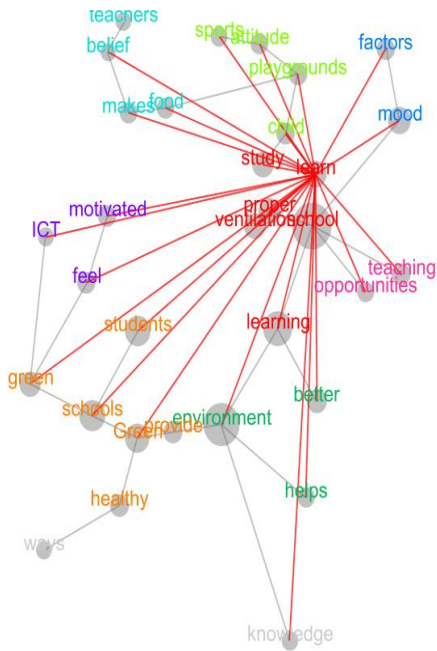 teachers
sports
belief
attitude
factors
playgrounds
makes
food
mood
child
study
learn
motivated
proper
ICT
ventilation
school
feel
teaching
opportunities
students
learning
green
better
schools
environment
Green
provide
helps
healthy
ways
knowledge